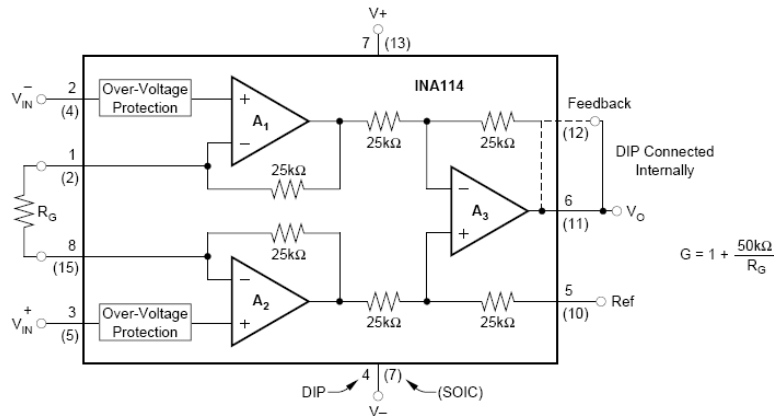 V+
7 (13)
INA114
V⁻IN
2
(4)
Over-Voltage
Protection
+
A1
−
25kΩ
25kΩ
25kΩ
Feedback
(12)
DIP Connected
Internally
1
(2)
RG
8
(15)
−
A3
+
6
(11)
VO
G = 1 + 50kΩ
RG
25kΩ
−
A2
+
V⁺IN
3
(5)
Over-Voltage
Protection
25kΩ
25kΩ
5
(10)
Ref
DIP
4 (7)
(SOIC)
V−